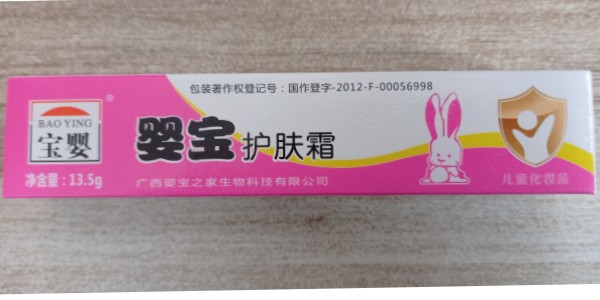 包装著作权登记号：国作登字-2012-F-00056998
®
BAO YING
宝婴
婴宝护肤霜
净含量：13.5g
广西婴宝之家生物科技有限公司
儿童化妆品